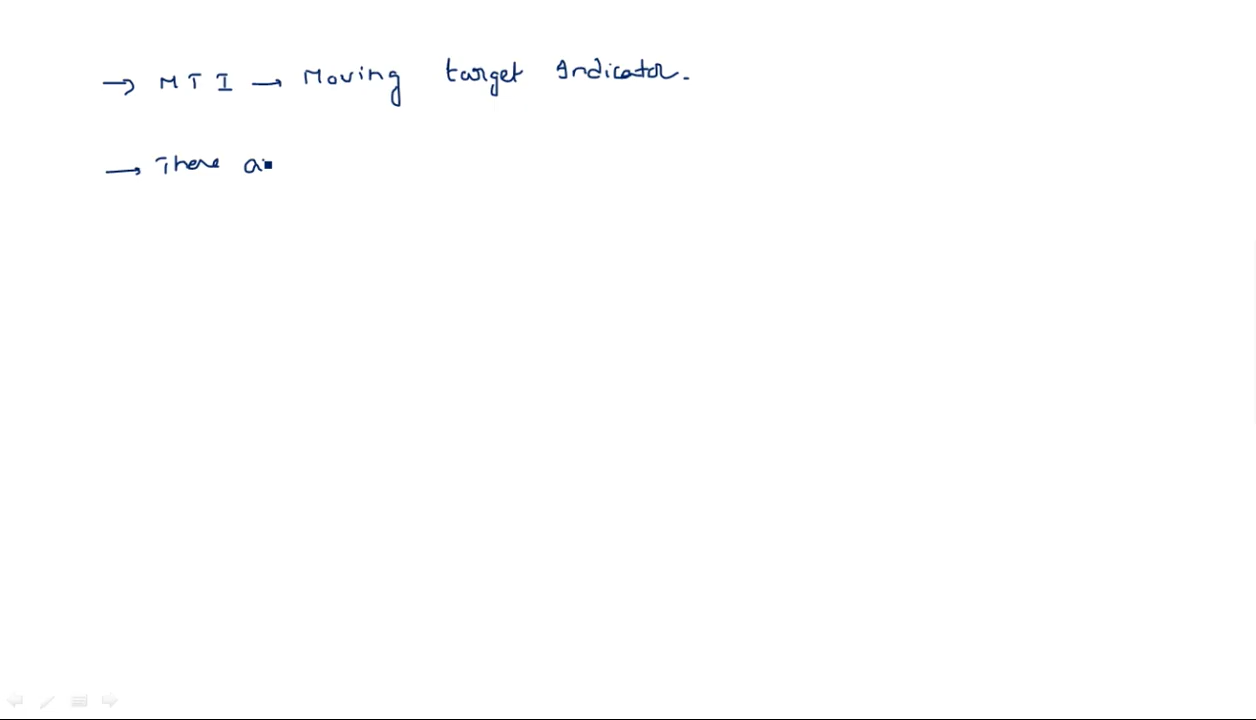 → MTI → Moving target Indicator.
→ There a